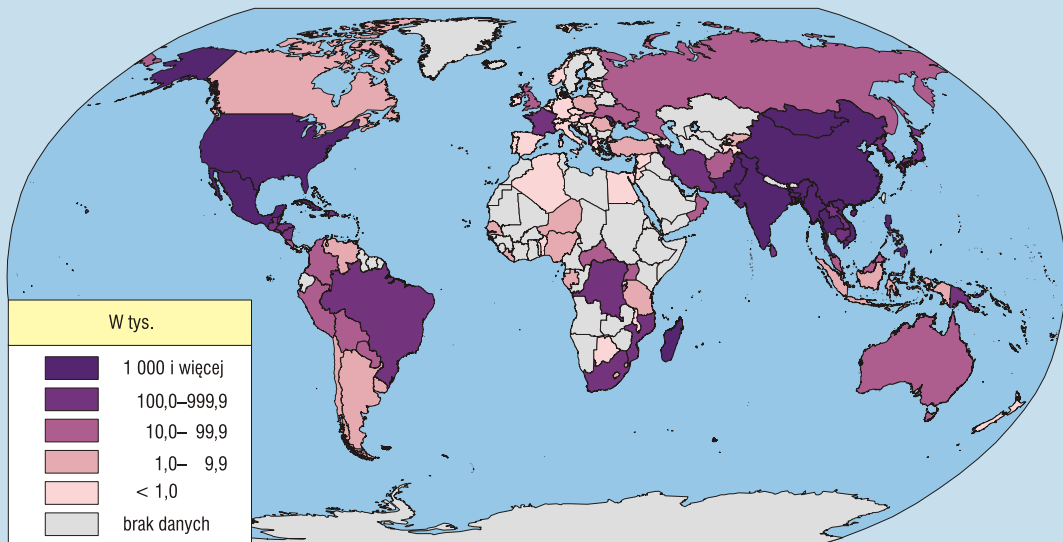 W tys.
1 000 i więcej
100,0–999,9
10,0– 99,9
1,0– 9,9
< 1,0
brak danych